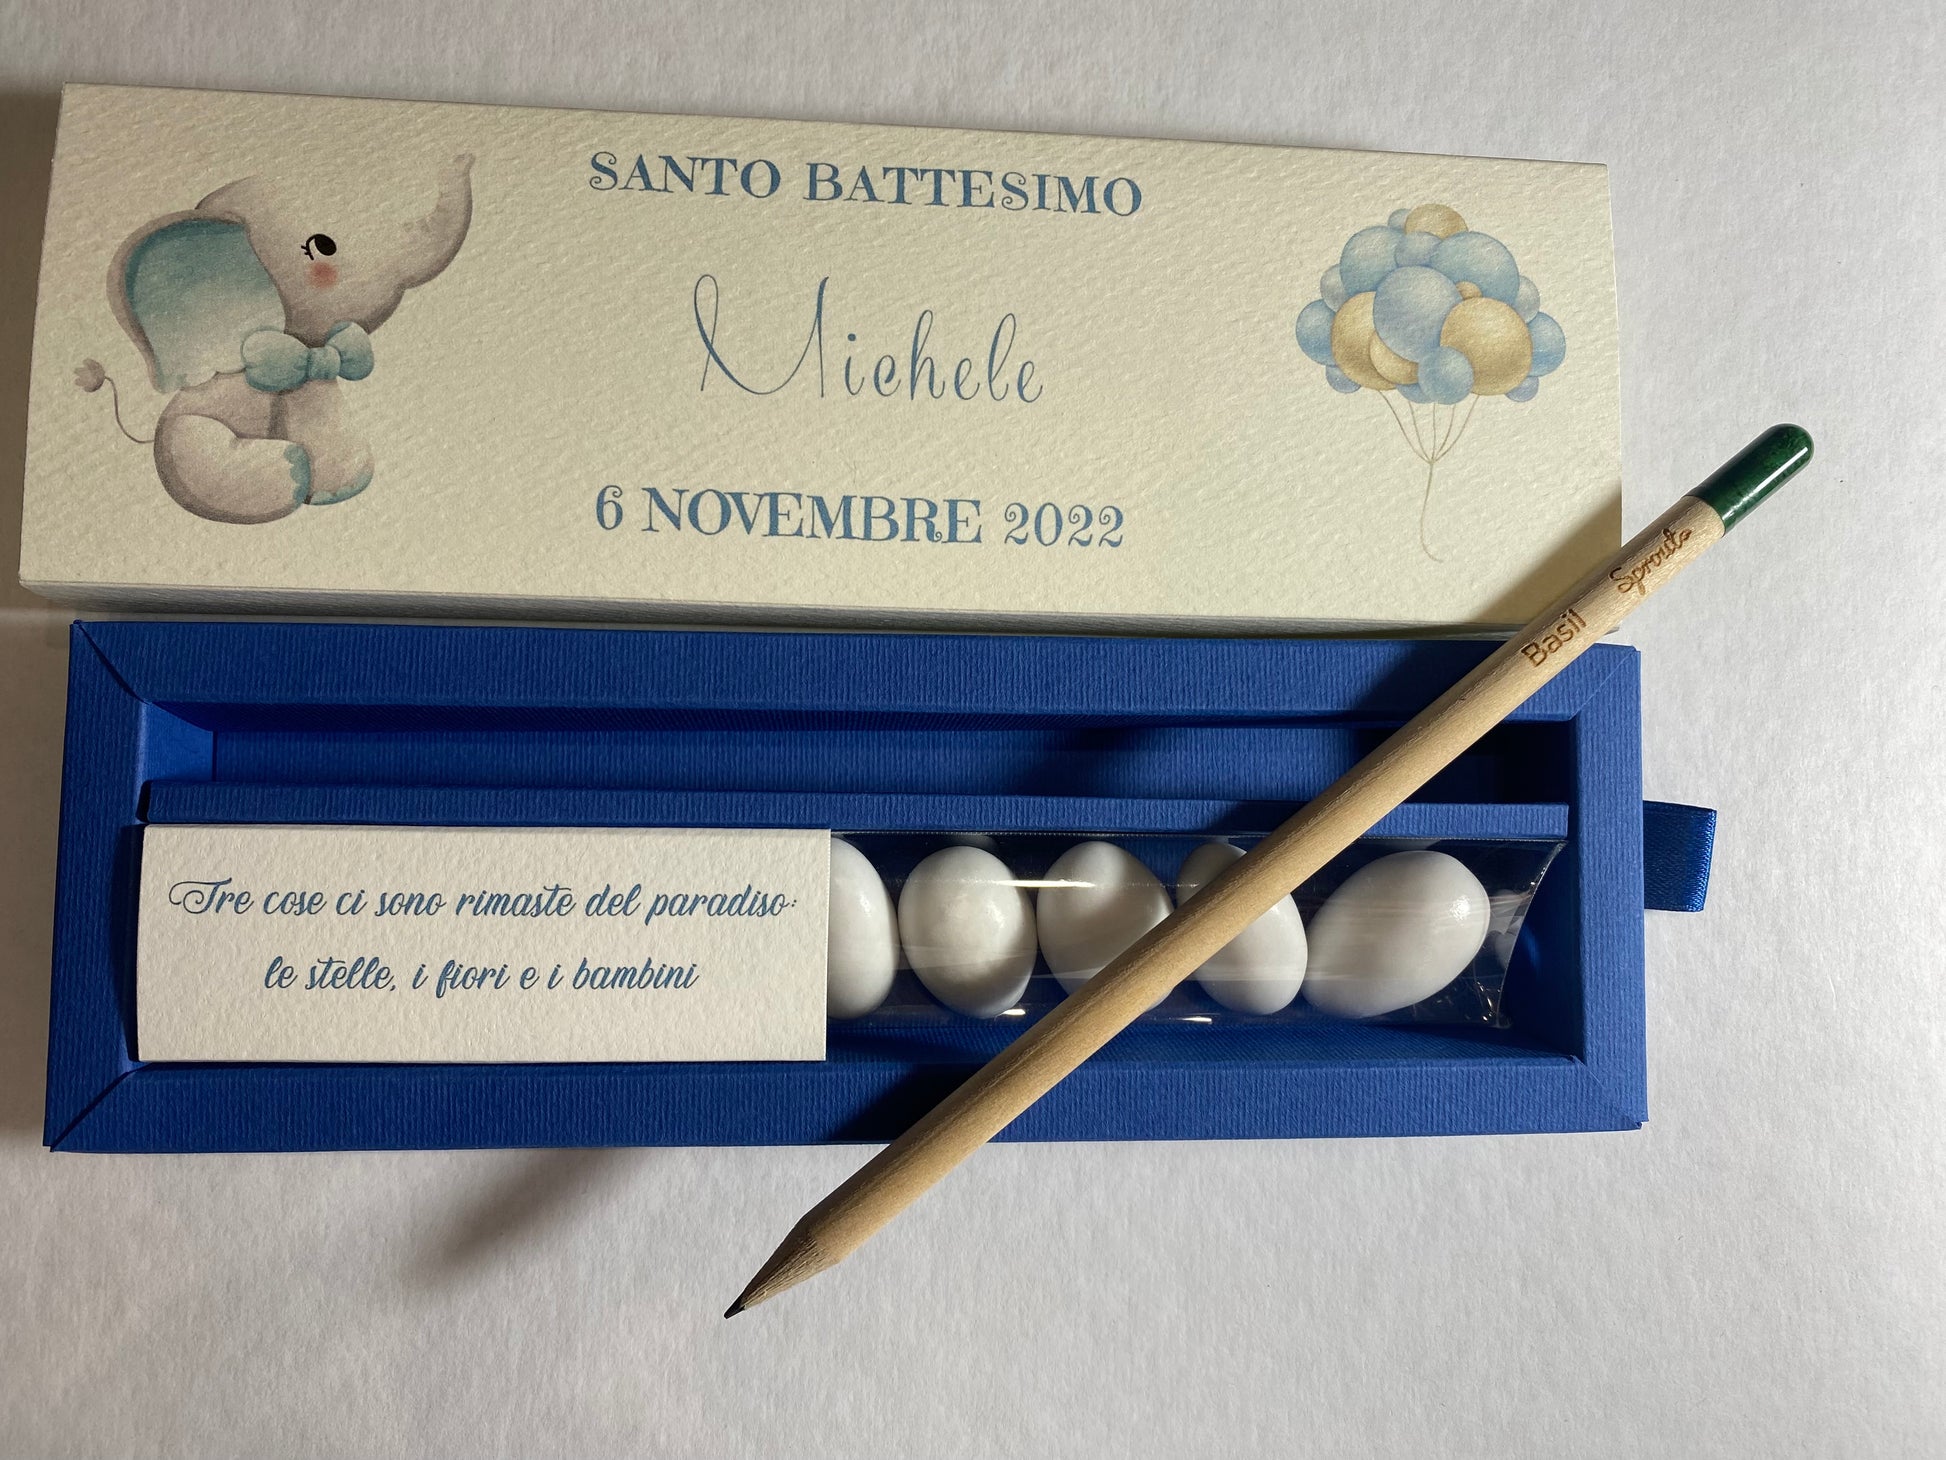 SANTO BATTESIMO
Michele
6 NOVEMBRE 2022
Basil Sprout
Tre cose ci sono rimaste del paradiso:
le stelle, i fiori e i bambini